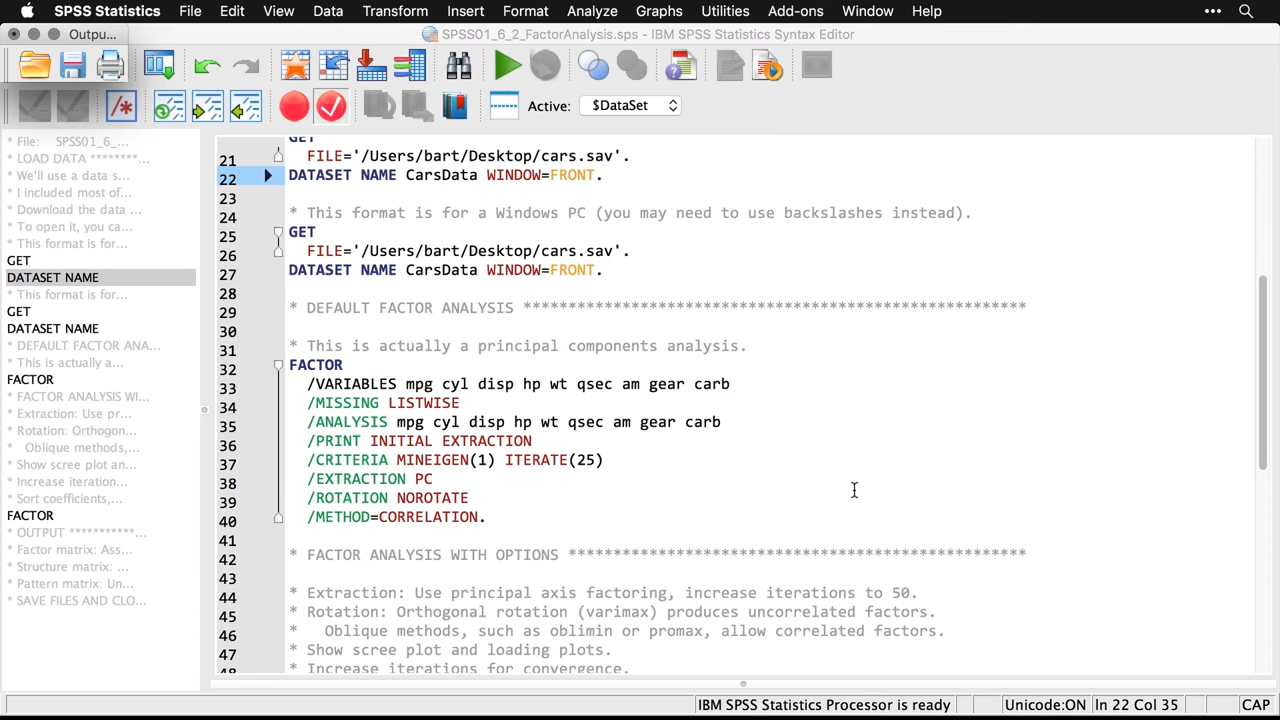 SPSS Statistics File Edit View Data Transform Insert Format Analyze Graphs Utilities Add-ons Window Help
Outpu...
SPSS01_6_2_FactorAnalysis.sps - IBM SPSS Statistics Syntax Editor
Active: $DataSet
* File: SPSS01_6_...
* LOAD DATA ********...
* We'll use a data s...
* I included most of...
* Download the data ...
* To open it, you ca...
* This format is for...
GET
DATASET NAME
* This format is for...
GET
DATASET NAME
* DEFAULT FACTOR ANA...
* This is actually a...
FACTOR
* FACTOR ANALYSIS WI...
* Extraction: Use pr...
* Rotation: Orthogon...
* Oblique methods,...
* Show scree plot an...
* Increase iteration...
* Sort coefficients,...
FACTOR
* OUTPUT ***********...
* Factor matrix: Ass...
* Structure matrix: ...
* Pattern matrix: Un...
* SAVE FILES AND CLO...
GET
21 FILE='/Users/bart/Desktop/cars.sav'.
22 DATASET NAME CarsData WINDOW=FRONT.
23
24 * This format is for a Windows PC (you may need to use backslashes instead).
25 GET
26 FILE='/Users/bart/Desktop/cars.sav'.
27 DATASET NAME CarsData WINDOW=FRONT.
28
29 * DEFAULT FACTOR ANALYSIS ********************************************************
30
31 * This is actually a principal components analysis.
32 FACTOR
33 /VARIABLES mpg cyl disp hp wt qsec am gear carb
34 /MISSING LISTWISE
35 /ANALYSIS mpg cyl disp hp wt qsec am gear carb
36 /PRINT INITIAL EXTRACTION
37 /CRITERIA MINEIGEN(1) ITERATE(25)
38 /EXTRACTION PC
39 /ROTATION NOROTATE
40 /METHOD=CORRELATION.
41
42 * FACTOR ANALYSIS WITH OPTIONS ***************************************************
43
44 * Extraction: Use principal axis factoring, increase iterations to 50.
45 * Rotation: Orthogonal rotation (varimax) produces uncorrelated factors.
46 * Oblique methods, such as oblimin or promax, allow correlated factors.
47 * Show scree plot and loading plots.
48 * Increase iterations for convergence.
IBM SPSS Statistics Processor is ready Unicode:ON In 22 Col 35 CAP